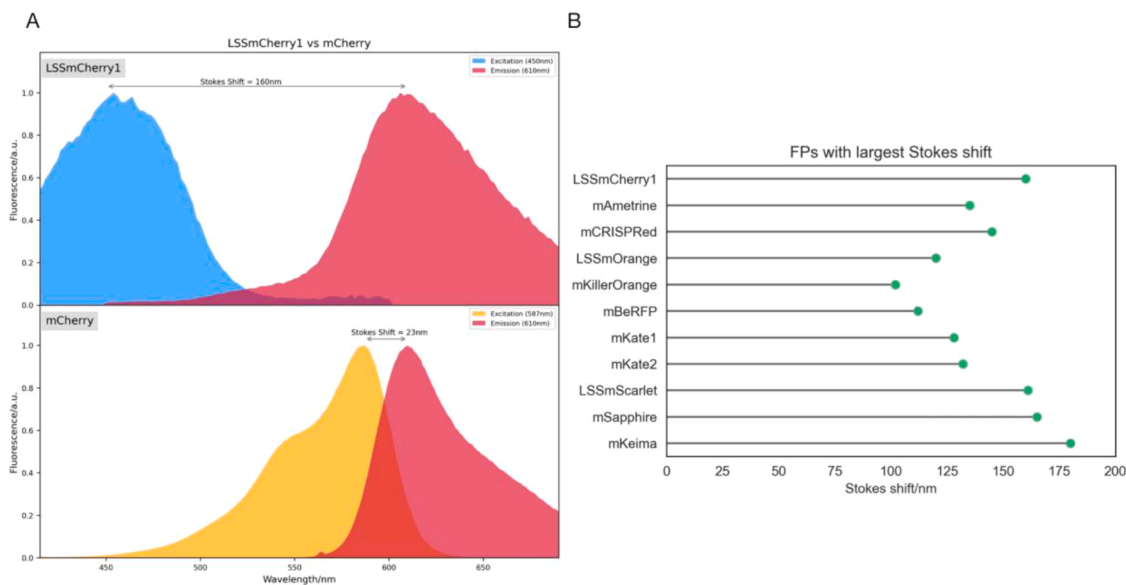 A
LSSmCherry1 vs mCherry
LSSmCherry1
Excitation (450nm)
Emission (610nm)
Stokes Shift = 160nm
1.0
0.8
0.6
0.4
0.2
0.0
Fluorescence/a.u.
mCherry
Excitation (587nm)
Emission (610nm)
Stokes Shift = 23nm
1.0
0.8
0.6
0.4
0.2
0.0
Fluorescence/a.u.
450 500 550 600 650
Wavelength/nm
B
FPs with largest Stokes shift
LSSmCherry1
mAmetrine
mCRISPRed
LSSmOrange
mKillerOrange
mBeRFP
mKate1
mKate2
LSSmScarlet
mSapphire
mKeima
0 25 50 75 100 125 150 175 200
Stokes shift/nm